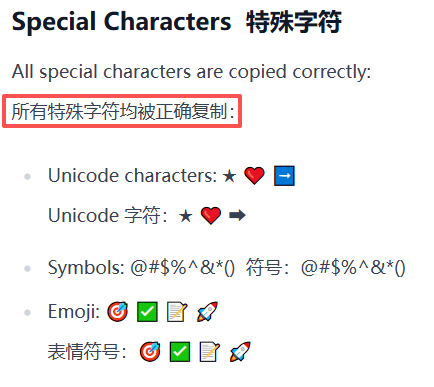 Special Characters  特殊字符
All special characters are copied correctly:
所有特殊字符均被正确复制：
Unicode characters: ★ ❤️ ➡️
Unicode 字符：★ ❤️ ➡
Symbols: @#$%^&*()  符号：@#$%^&*()
Emoji: 🎯 ✅ 📝 🚀
表情符号：🎯 ✅ 📝 🚀